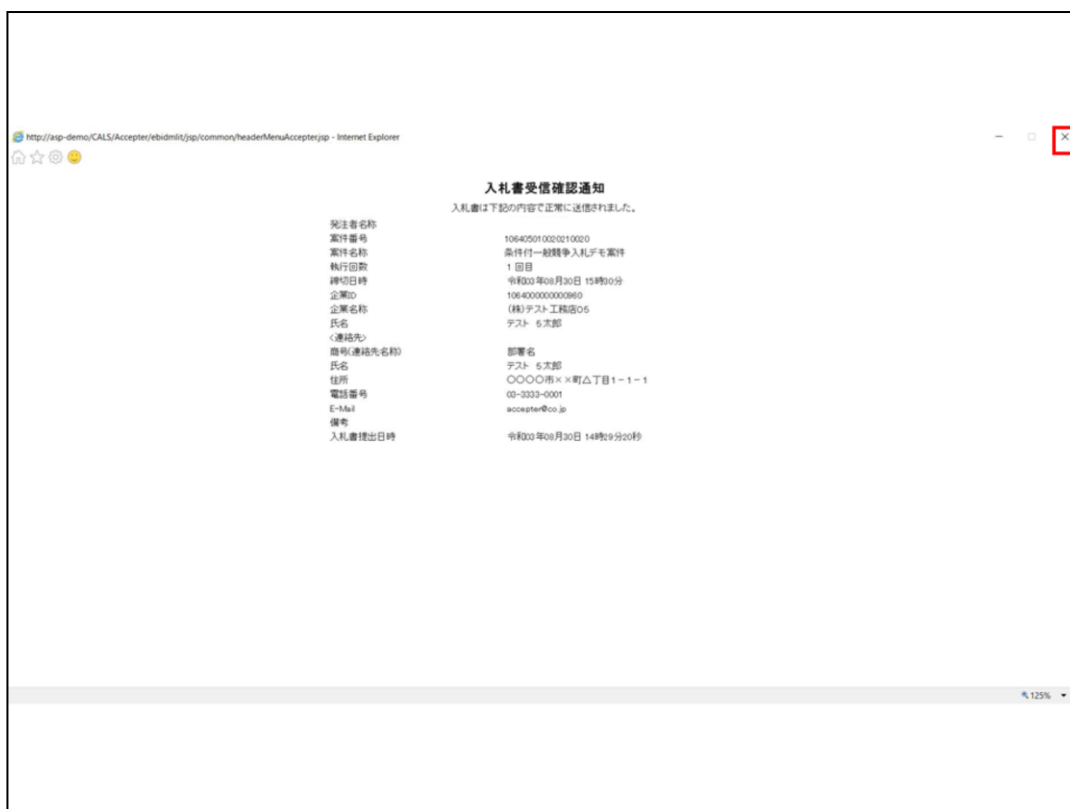 http://asp-demo/CALS/Accepter/ebidmlit/jsp/common/headerMenuAccepter.jsp - Internet Explorer
入札書受信確認通知
入札書は下記の内容で正常に送信されました。
発注者名称
案件番号 106405010020210020
案件名称 条件付一般競争入札デモ案件
執行回数 1 回目
締切日時 令和03年08月30日 15時30分
企業ID 1064000000000960
企業名称 (株)テスト工務店05
氏名 テスト 5太郎
<連絡先>
商号(連絡先名称) 部署名
氏名 テスト 5太郎
住所 〇〇〇〇市××町△丁目1-1-1
電話番号 03-3333-0001
E-Mail accepter@co.jp
備考
入札書提出日時 令和03年08月30日 14時29分20秒
125%